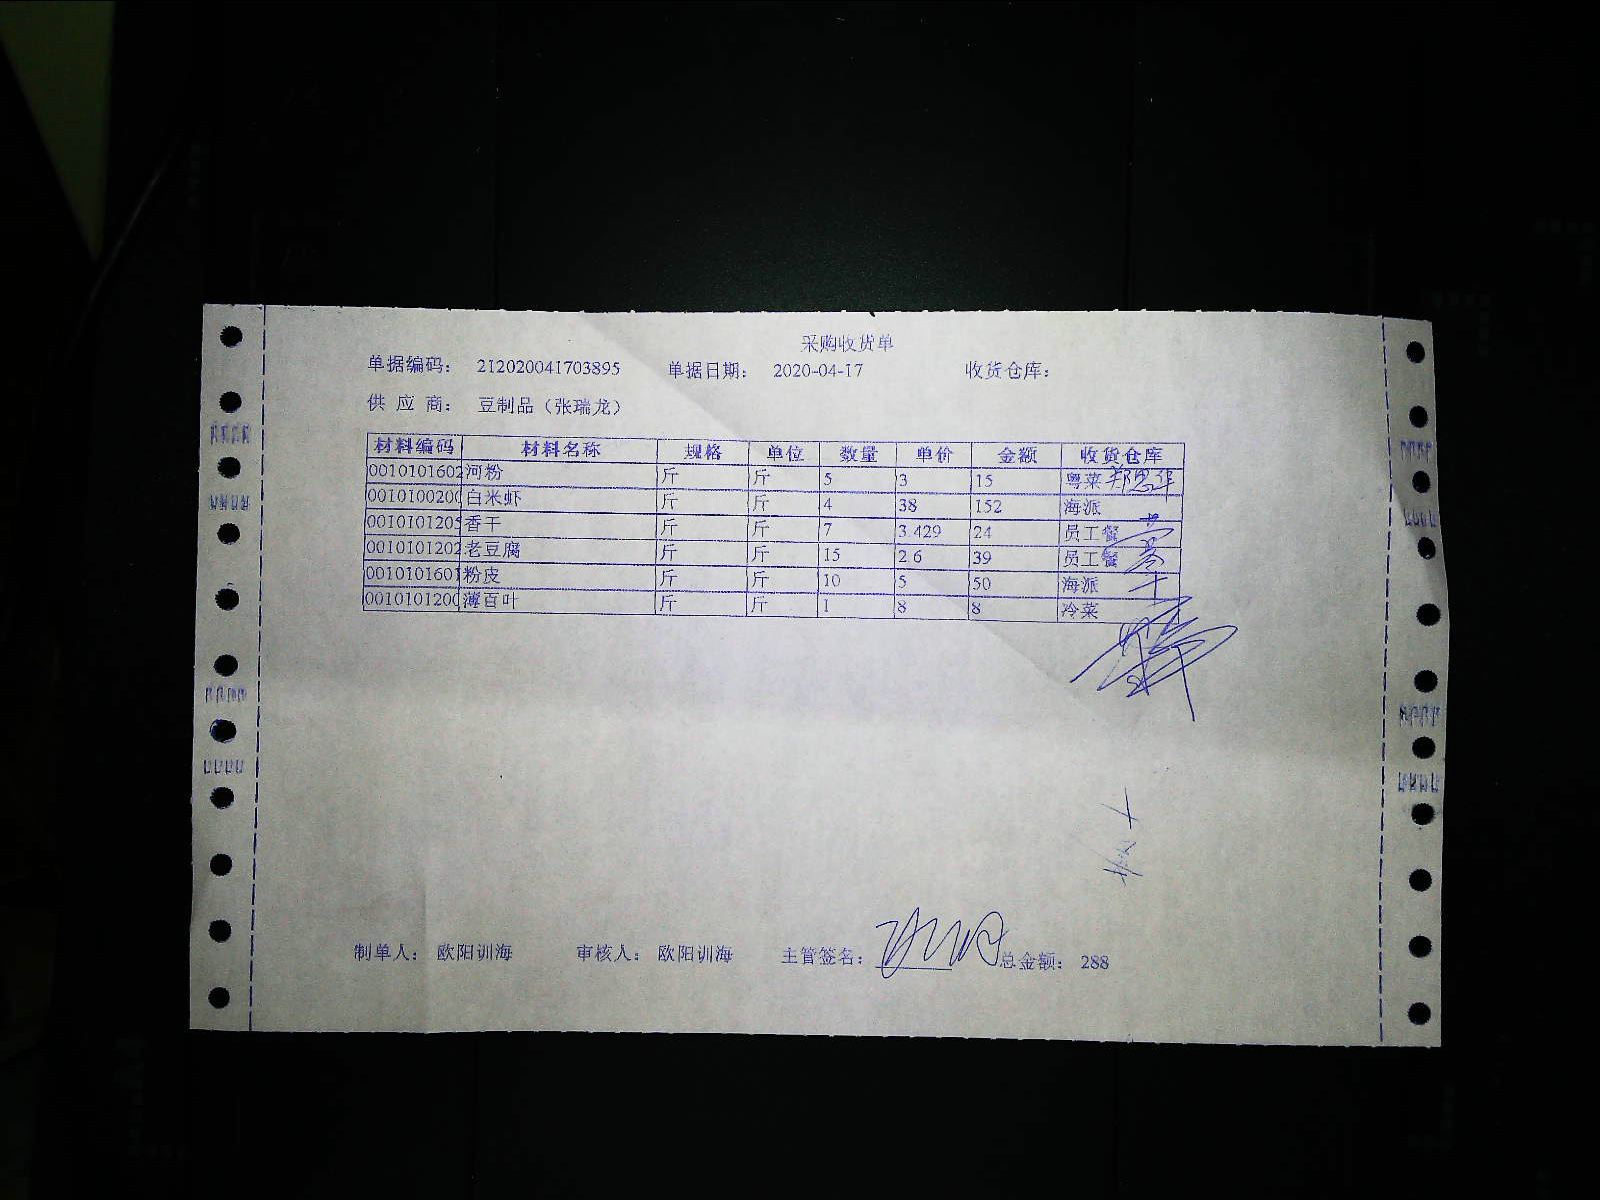 采购收货单
单据编码： 212020041703895 单据日期： 2020-04-17 收货仓库：
供 应 商： 豆制品（张瑞龙）
材料编码 材料名称 规格 单位 数量 单价 金额 收货仓库
0010101602 河粉 斤 斤 5 3 15 粤菜
001010020 白米虾 斤 斤 4 38 152 海派
001010120 香干 斤 斤 7 3.429 24 员工餐
0010101202 老豆腐 斤 斤 15 2.6 39 员工餐
001010160 粉皮 斤 斤 10 5 50 海派
001010120 薄百叶 斤 斤 1 8 8 冷菜
制单人： 欧阳训海 审核人： 欧阳训海 主管签名： 总金额： 288